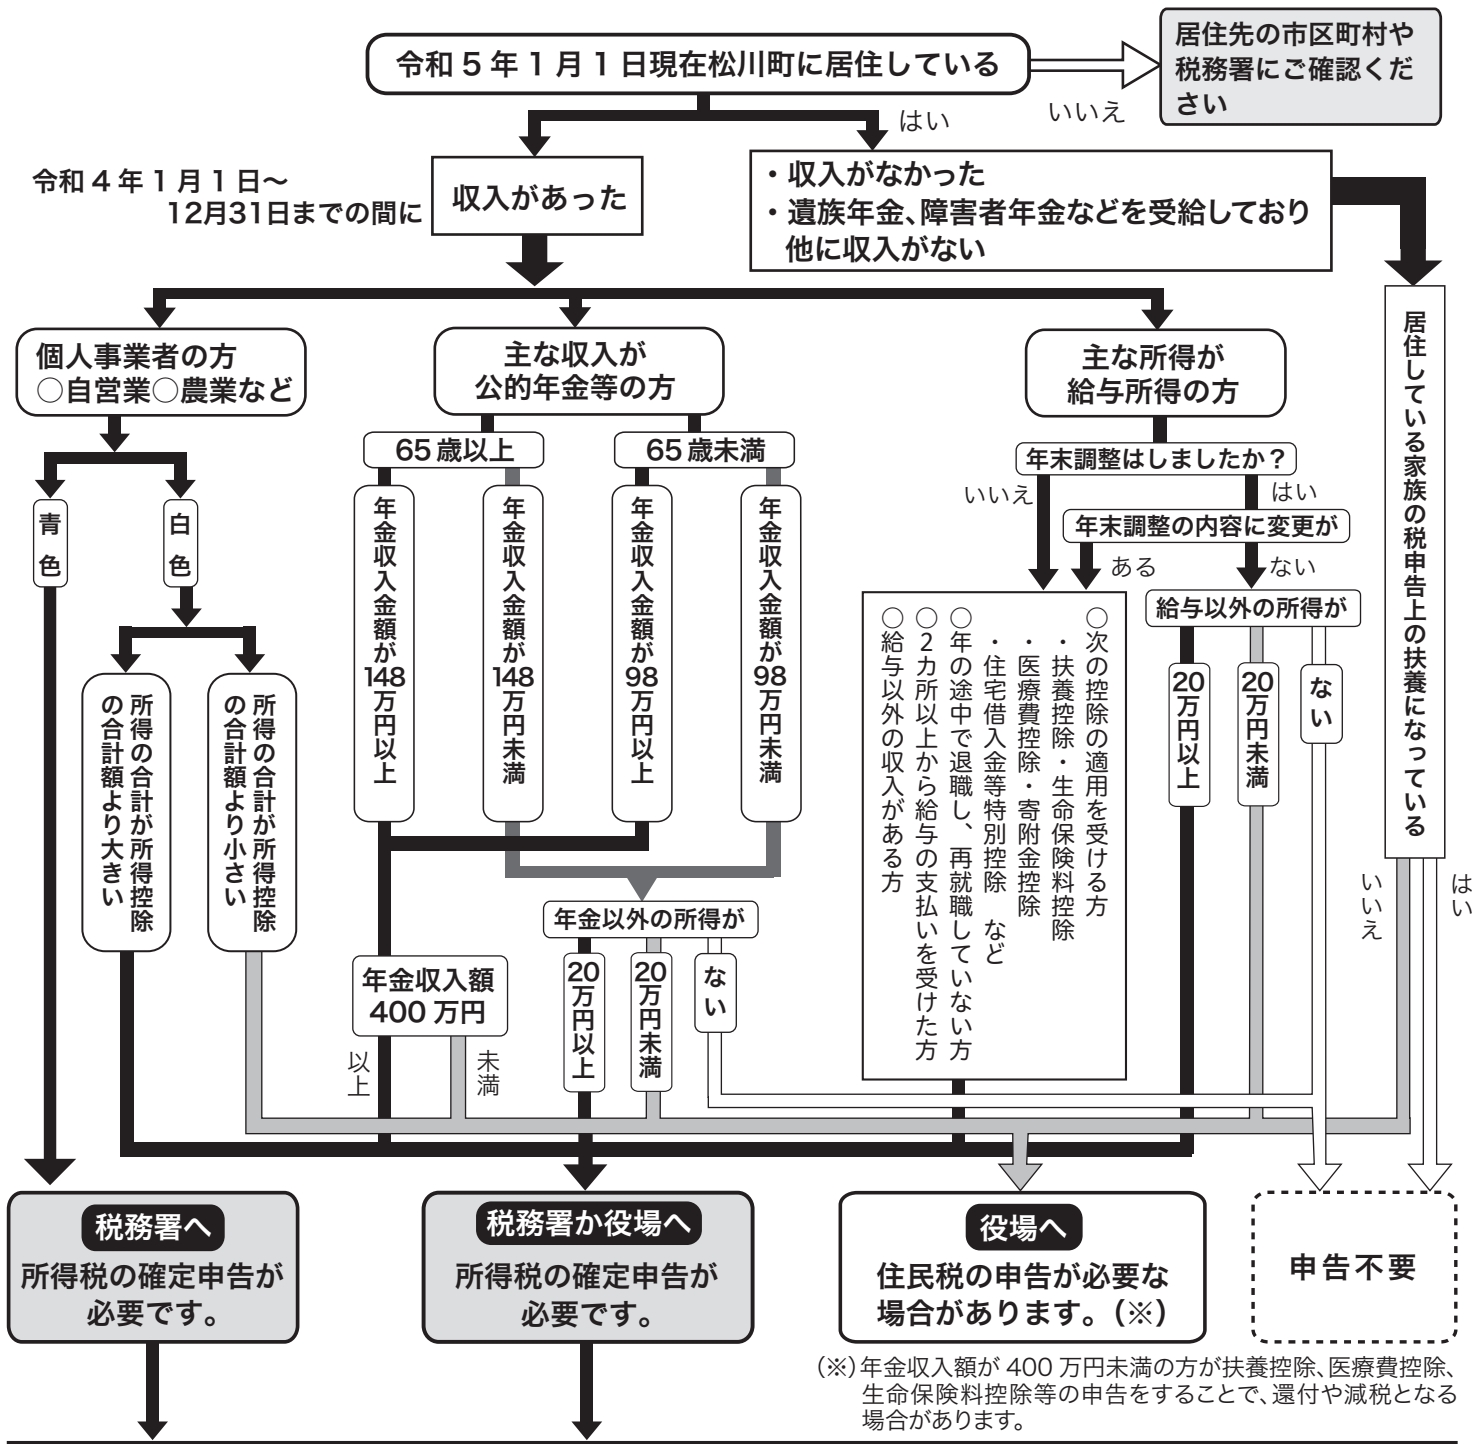 令和5年1月1日現在松川町に居住している
居住先の市区町村や
税務署にご確認くだ
さい
はい
いいえ
令和4年1月1日～
12月31日までの間に
収入があった
・収入がなかった
・遺族年金、障害者年金などを受給しており
他に収入がない
個人事業者の方
○自営業○農業など
主な収入が
公的年金等の方
主な所得が
給与所得の方
居住している家族の税申告上の扶養になっている
65歳以上
65歳未満
年末調整はしましたか？
いいえ
はい
年末調整の内容に変更が
ある
ない
青色
白色
年金収入金額が148万円以上
年金収入金額が148万円未満
年金収入金額が98万円以上
年金収入金額が98万円未満
○次の控除の適用を受ける方
・扶養控除・生命保険料控除
・医療費控除・寄附金控除
・住宅借入金等特別控除　など
○年の途中で退職し、再就職していない方
○2カ所以上から給与の支払いを受けた方
○給与以外の収入がある方
給与以外の所得が
20万円以上
20万円未満
ない
所得の合計が所得控除
の合計額より大きい
所得の合計が所得控除
の合計額より小さい
いいえ
はい
年金以外の所得が
年金収入額
400万円
以上
未満
20万円以上
20万円未満
ない
税務署へ
所得税の確定申告が
必要です。
税務署か役場へ
所得税の確定申告が
必要です。
役場へ
住民税の申告が必要な
場合があります。（※）
申告不要
（※）年金収入額が400万円未満の方が扶養控除、医療費控除、
生命保険料控除等の申告をすることで、還付や減税となる
場合があります。